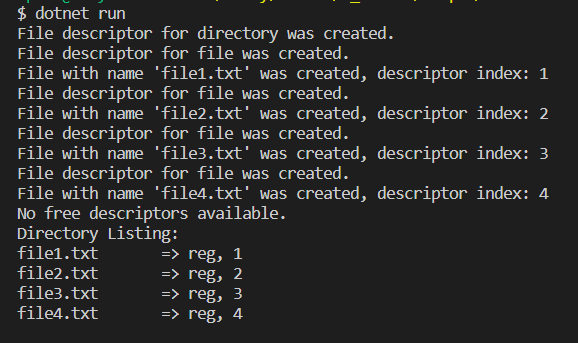 $ dotnet run
File descriptor for directory was created.
File descriptor for file was created.
File with name 'file1.txt' was created, descriptor index: 1
File descriptor for file was created.
File with name 'file2.txt' was created, descriptor index: 2
File descriptor for file was created.
File with name 'file3.txt' was created, descriptor index: 3
File descriptor for file was created.
File with name 'file4.txt' was created, descriptor index: 4
No free descriptors available.
Directory Listing:
file1.txt      => reg, 1
file2.txt      => reg, 2
file3.txt      => reg, 3
file4.txt      => reg, 4